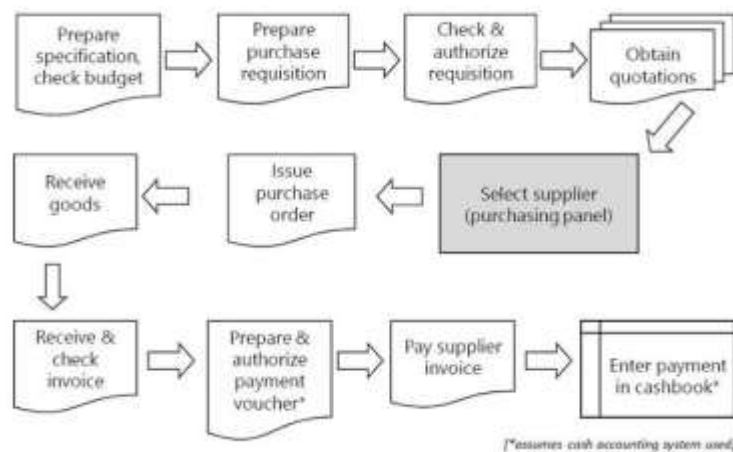 Prepare
specification,
check budget
Prepare
purchase
requisition
Check &
authorize
requisition
Obtain
quotations
Select supplier
(purchasing panel)
Issue
purchase
order
Receive
goods
Receive &
check
invoice
Prepare &
authorize
payment
voucher*
Pay supplier
invoice
Enter payment
in cashbook*
[*assumes cash accounting system used]